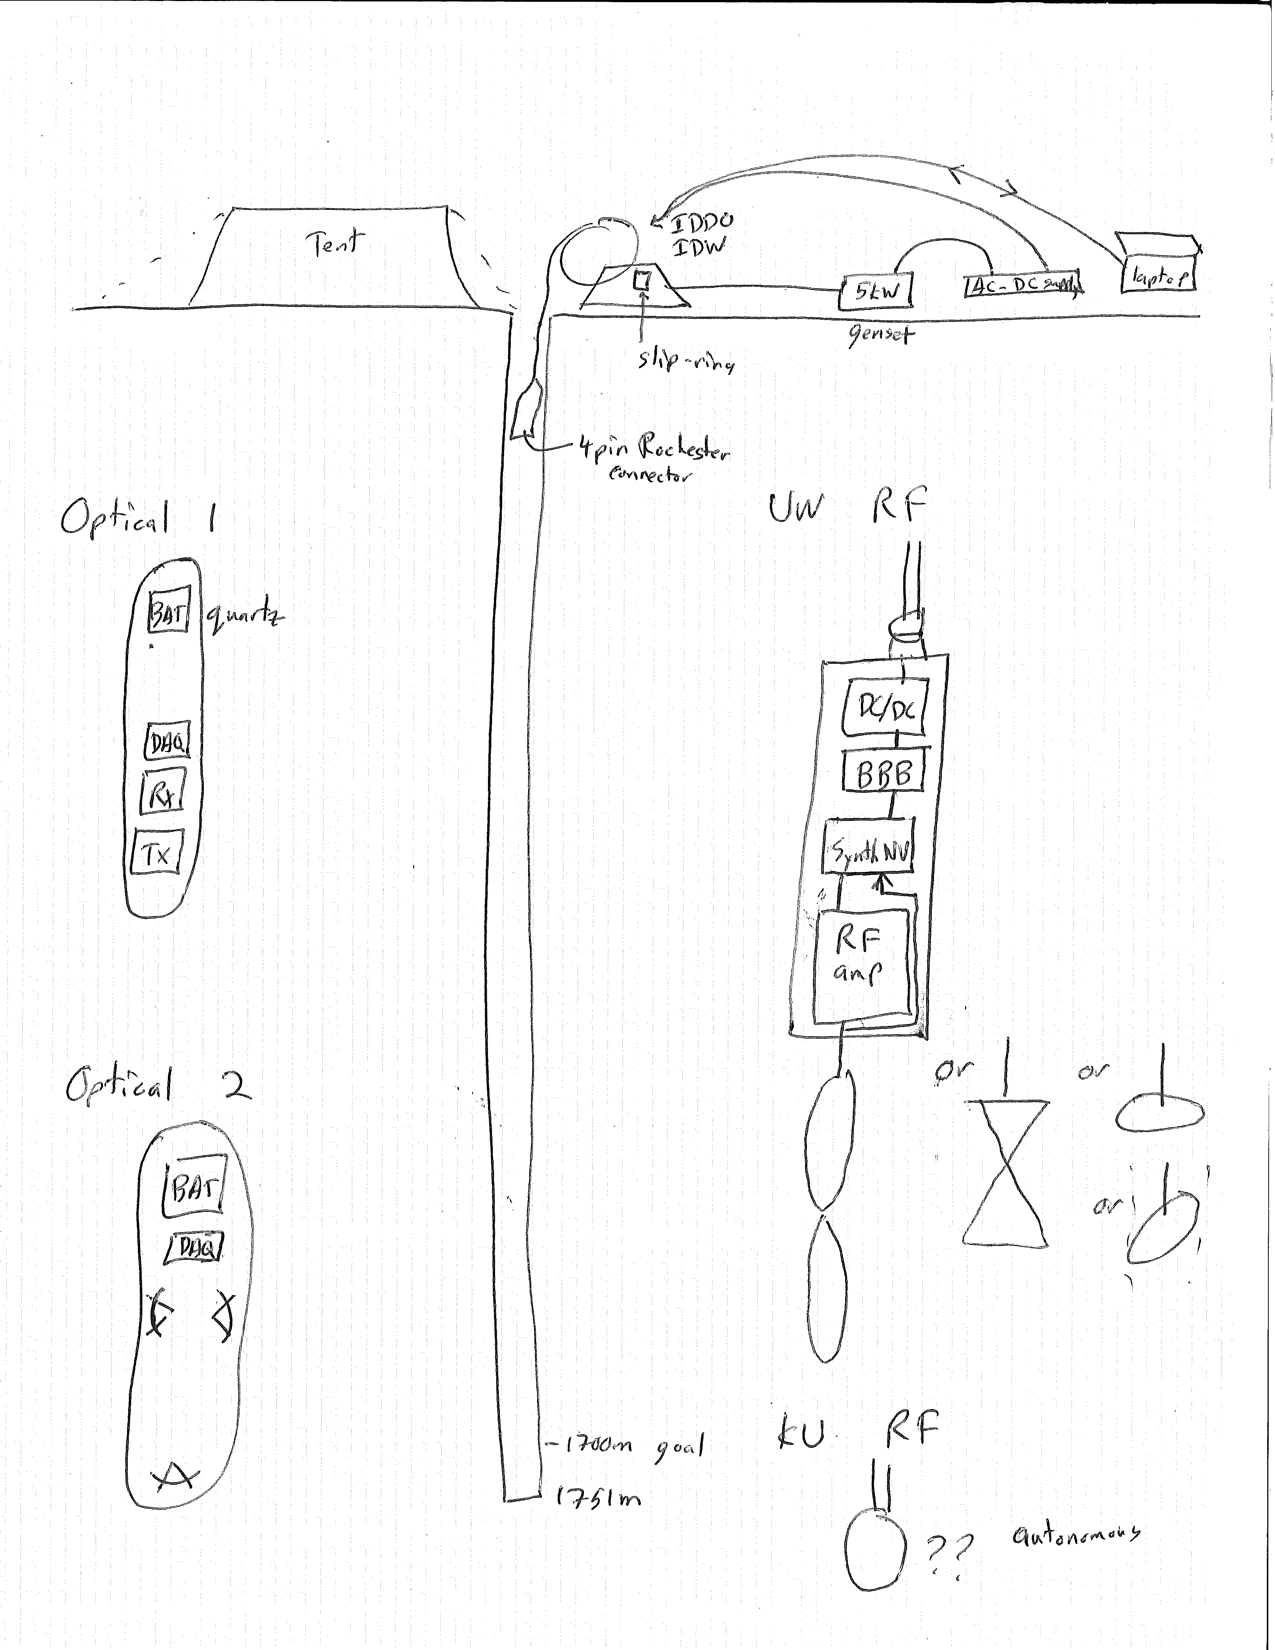 Tent
IDDO
IDW
5kW
genset
AC-DC supply
laptop
slip-ring
4pin Rochester
connector
Optical 1
BAT
quartz
DAQ
Rx
Tx
UW RF
DC/DC
BBB
SynthNV
RF
amp
or
or
or
Optical 2
BAT
DAQ
-1700m goal
1751m
KU RF
??
autonomous